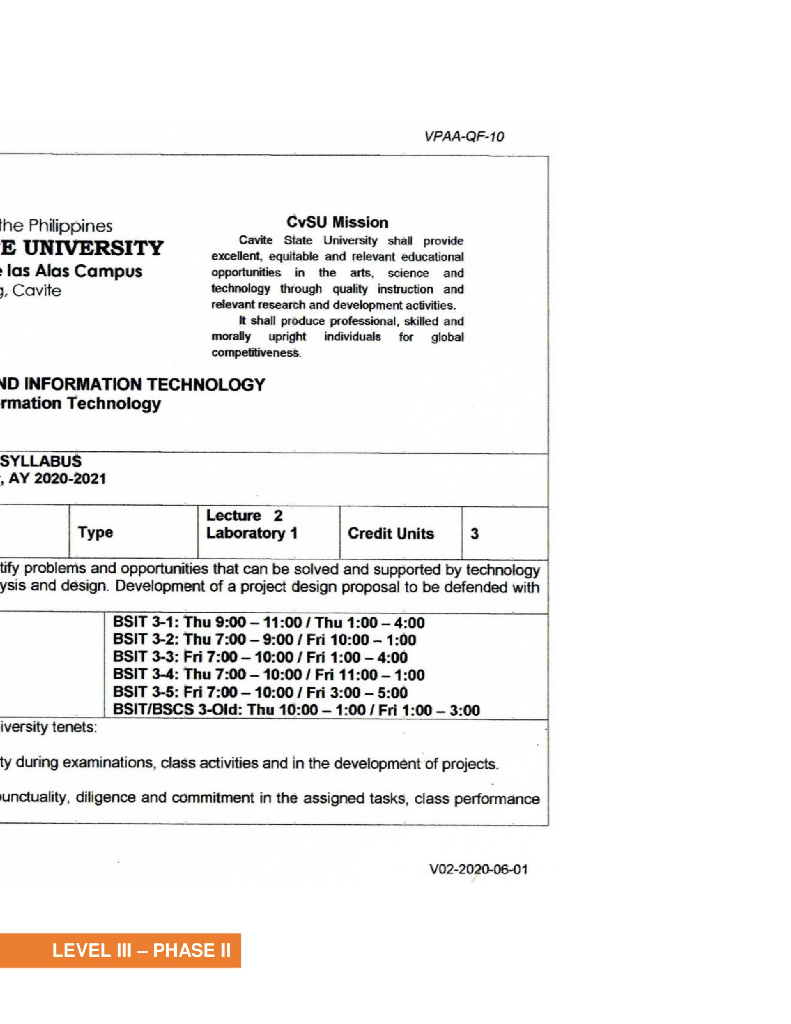 VPAA-QF-10
the Philippines
E UNIVERSITY
las Alas Campus
, Cavite
CvSU Mission
Cavite State University shall provide
excellent, equitable and relevant educational
opportunities in the arts, science and
technology through quality instruction and
relevant research and development activities.
It shall produce professional, skilled and
morally upright individuals for global
competitiveness.
ND INFORMATION TECHNOLOGY
rmation Technology
SYLLABUS
, AY 2020-2021
Type
Lecture 2
Laboratory 1
Credit Units
3
tify problems and opportunities that can be solved and supported by technology
ysis and design. Development of a project design proposal to be defended with
BSIT 3-1: Thu 9:00 – 11:00 / Thu 1:00 – 4:00
BSIT 3-2: Thu 7:00 – 9:00 / Fri 10:00 – 1:00
BSIT 3-3: Fri 7:00 – 10:00 / Fri 1:00 – 4:00
BSIT 3-4: Thu 7:00 – 10:00 / Fri 11:00 – 1:00
BSIT 3-5: Fri 7:00 – 10:00 / Fri 3:00 – 5:00
BSIT/BSCS 3-Old: Thu 10:00 – 1:00 / Fri 1:00 – 3:00
iversity tenets:
ty during examinations, class activities and in the development of projects.
punctuality, diligence and commitment in the assigned tasks, class performance
V02-2020-06-01
LEVEL III – PHASE II